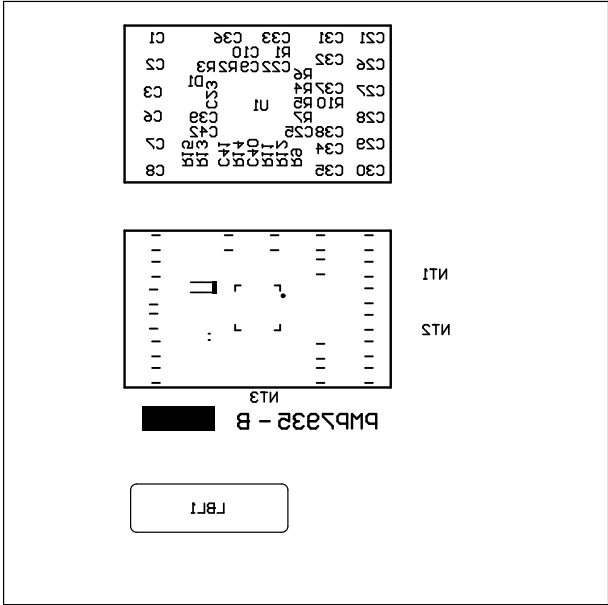 C21 C31 C33 C36 C1
R1 C10
C26 C32 C22 C9 R2 R3 C2
R6 D1
C27 C37 R4 C23 C3
R10 R5 U1
C28 R7 C39 C6
C38 C25 C42
C29 C34 C7
R9 R12 R11 C40 R14 C41 R13 R15
C30 C35 C8
NT1
NT2
NT3
PMP7935 - B
LBL1